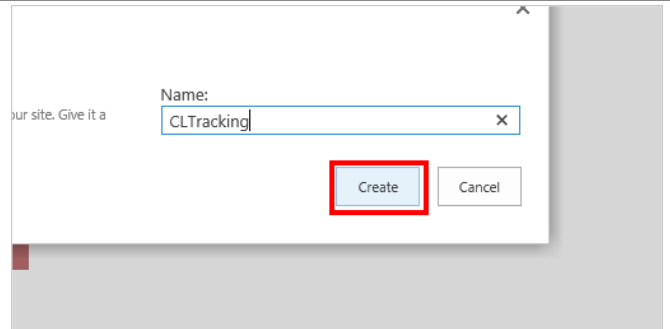 Name:
our site. Give it a
CLTracking
Create
Cancel